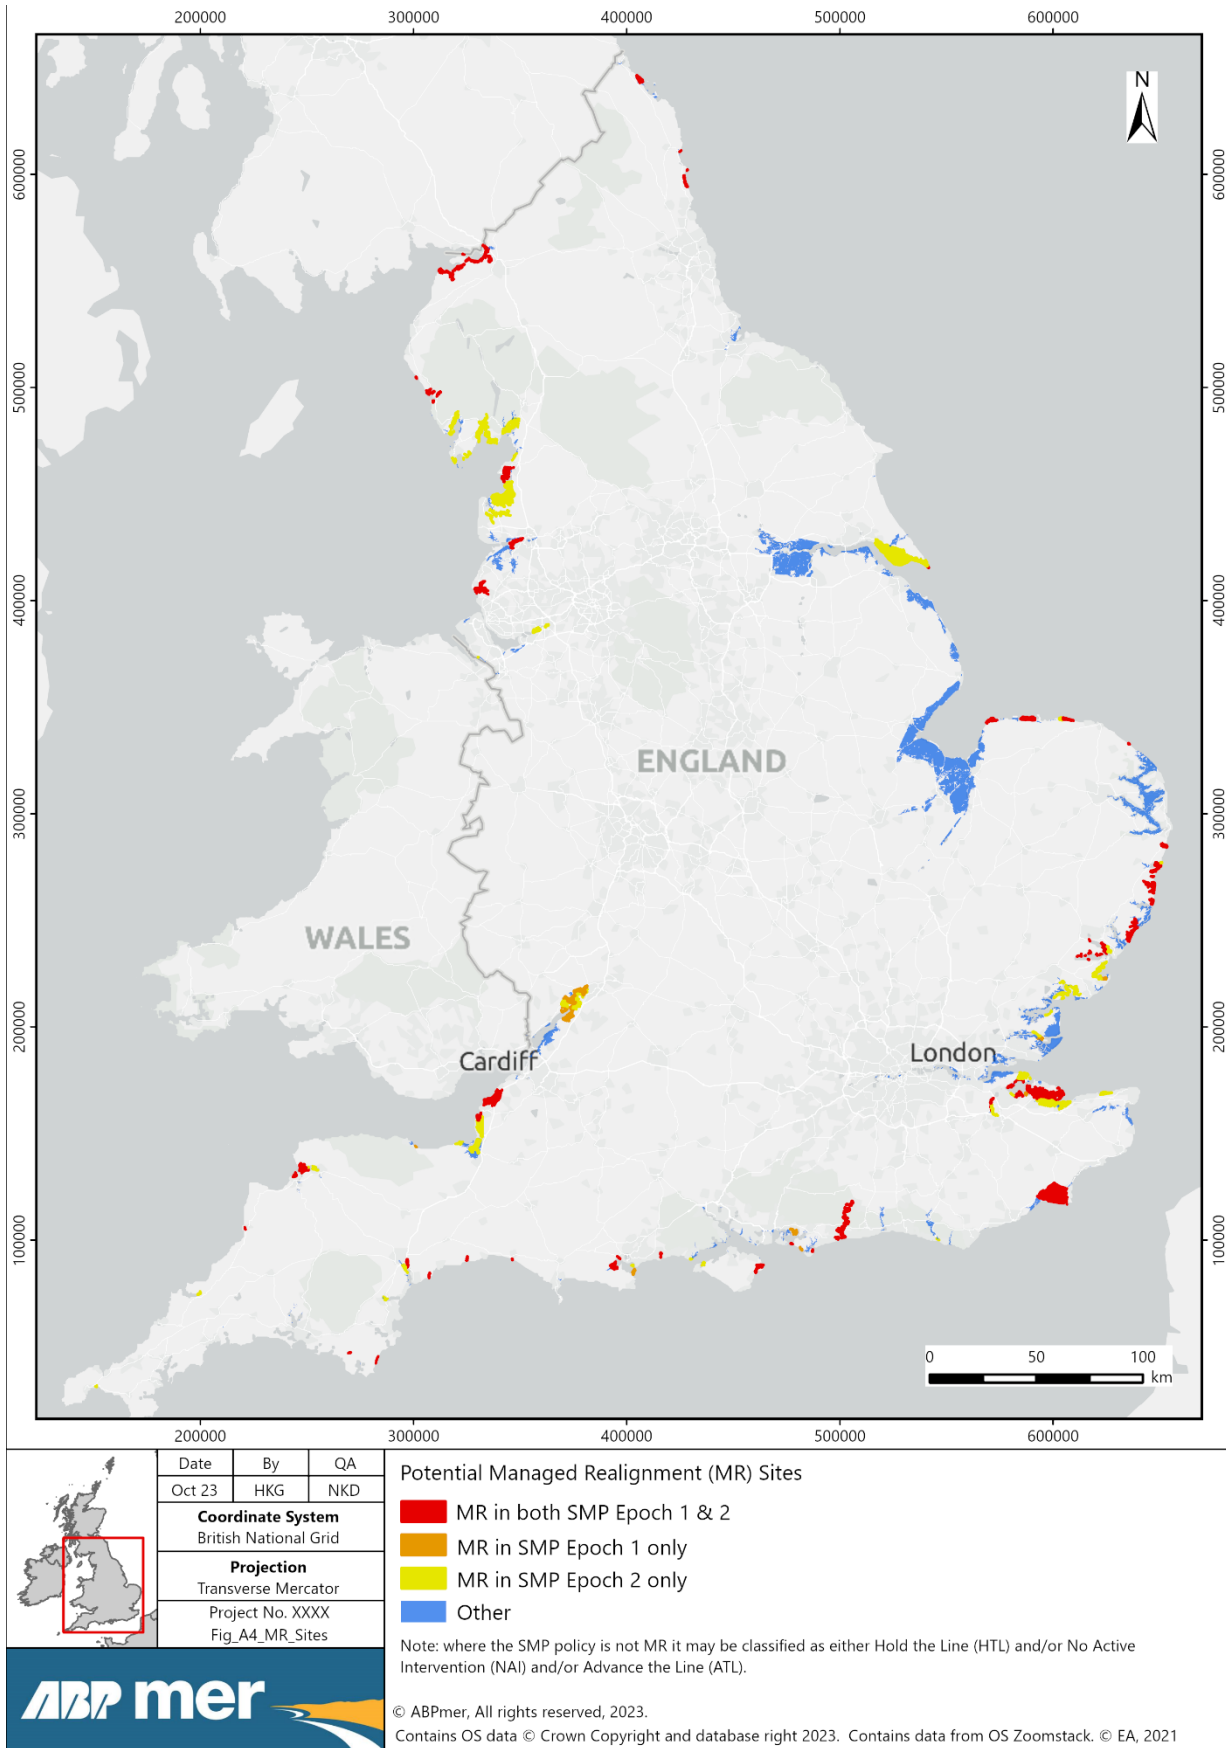 200000 300000 400000 500000 600000
N
600000 600000
500000 500000
400000 400000
ENGLAND
300000 300000
WALES
200000 200000
Cardiff
London
100000 100000
0 50 100
km
200000 300000 400000 500000 600000
Date By QA
Oct 23 HKG NKD
Coordinate System
British National Grid
Projection
Transverse Mercator
Project No. XXXX
Fig_A4_MR_Sites
ABPmer
Potential Managed Realignment (MR) Sites
MR in both SMP Epoch 1 & 2
MR in SMP Epoch 1 only
MR in SMP Epoch 2 only
Other
Note: where the SMP policy is not MR it may be classified as either Hold the Line (HTL) and/or No Active
Intervention (NAI) and/or Advance the Line (ATL).
© ABPmer, All rights reserved, 2023.
Contains OS data © Crown Copyright and database right 2023. Contains data from OS Zoomstack. © EA, 2021